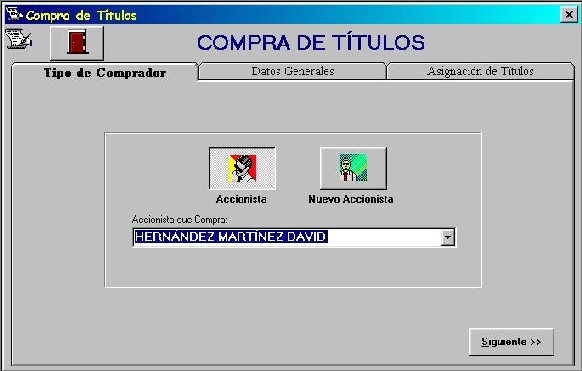 Compra de Títulos
COMPRA DE TÍTULOS
Tipo de Comprador
Datos Generales
Asignación de Títulos
Accionista
Nuevo Accionista
Accionista que Compra:
HERNÁNDEZ MARTÍNEZ DAVID
Siguiente >>